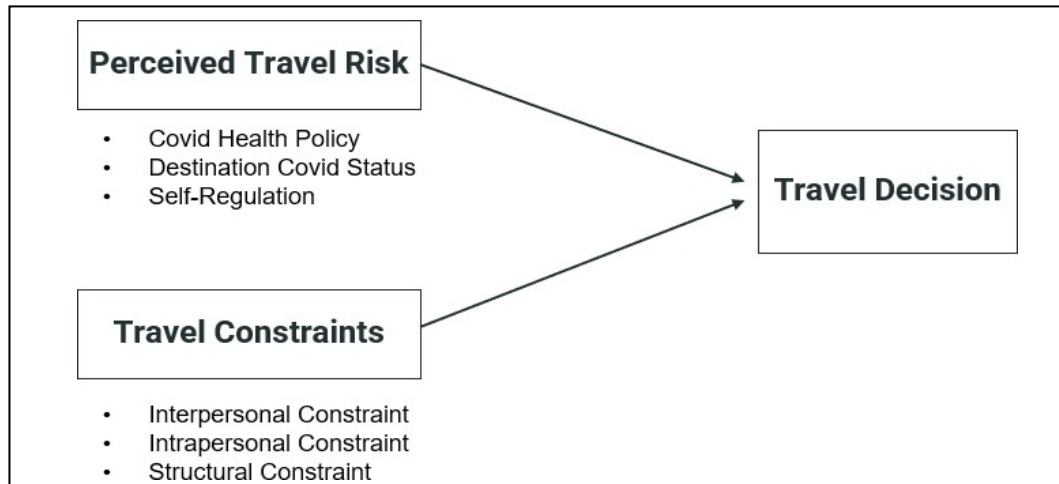 Perceived Travel Risk
• Covid Health Policy
• Destination Covid Status
• Self-Regulation
Travel Decision
Travel Constraints
• Interpersonal Constraint
• Intrapersonal Constraint
• Structural Constraint